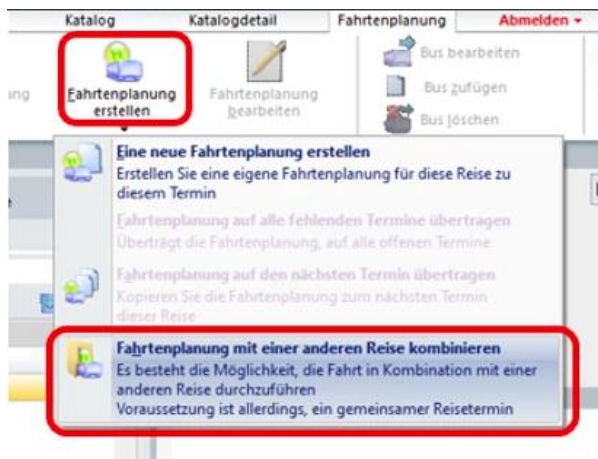 Katalog Katalogdetail Fahrtenplanung Abmelden
Fahrtenplanung erstellen
Fahrtenplanung bearbeiten
Bus bearbeiten
Bus zufügen
Bus löschen
Eine neue Fahrtenplanung erstellen
Erstellen Sie eine eigene Fahrtenplanung für diese Reise zu
diesem Termin
Fahrtenplanung auf alle fehlenden Termine übertragen
Überträgt die Fahrtenplanung, auf alle offenen Termine
Fahrtenplanung auf den nächsten Termin übertragen
Kopieren Sie die Fahrtenplanung zum nächsten Termin
dieser Reise
Fahrtenplanung mit einer anderen Reise kombinieren
Es besteht die Möglichkeit, die Fahrt in Kombination mit einer
anderen Reise durchzuführen
Voraussetzung ist allerdings, ein gemeinsamer Reisetermin